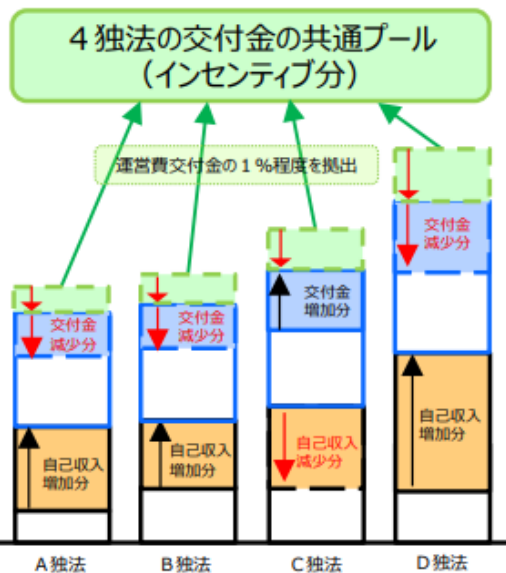 ４独法の交付金の共通プール
（インセンティブ分）
運営費交付金の１％程度を拠出
交付金
減少分
自己収入
増加分
A独法
交付金
減少分
自己収入
増加分
B独法
交付金
増加分
自己収入
減少分
C独法
交付金
減少分
自己収入
増加分
D独法